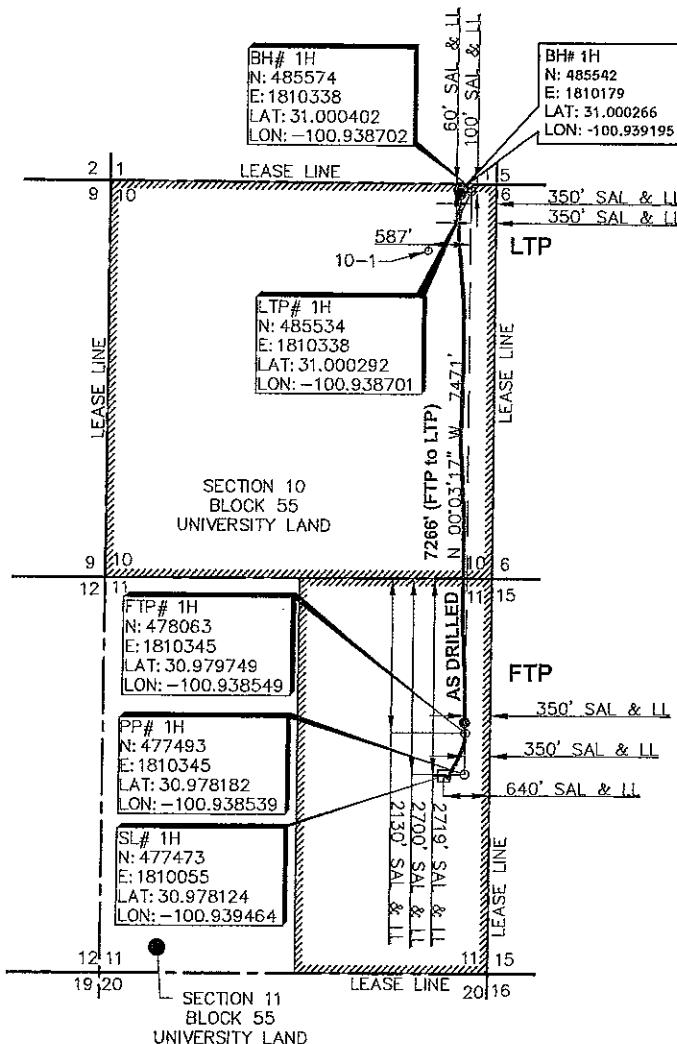 BH# 1H
N: 485574
E: 1810338
LAT: 31.000402
LON: -100.938702
60' SAL & LL
100' SAL & LL
BH# 1H
N: 485542
E: 1810179
LAT: 31.000266
LON: -100.939195
2 1
LEASE LINE
5
9 10
6
350' SAL & LL
350' SAL & LL
587'
10-1
LTP
LTP# 1H
N: 485534
E: 1810338
LAT: 31.000292
LON: -100.938701
LEASE LINE
LEASE LINE
7266' (FTP to LTP)
N 00°03'17" W 7471'
SECTION 10
BLOCK 55
UNIVERSITY LAND
9 10
10 6
12 11
11 15
FTP# 1H
N: 478063
E: 1810345
LAT: 30.979749
LON: -100.938549
AS DRILLED
FTP
350' SAL & LL
PP# 1H
N: 477493
E: 1810345
LAT: 30.978182
LON: -100.938539
350' SAL & LL
640' SAL & LL
2130' SAL & LL
2700' SAL & LL
2719' SAL & LL
SL# 1H
N: 477473
E: 1810055
LAT: 30.978124
LON: -100.939464
LEASE LINE
12 11
11 15
19 20
LEASE LINE
20 16
SECTION 11
BLOCK 55
UNIVERSITY LAND